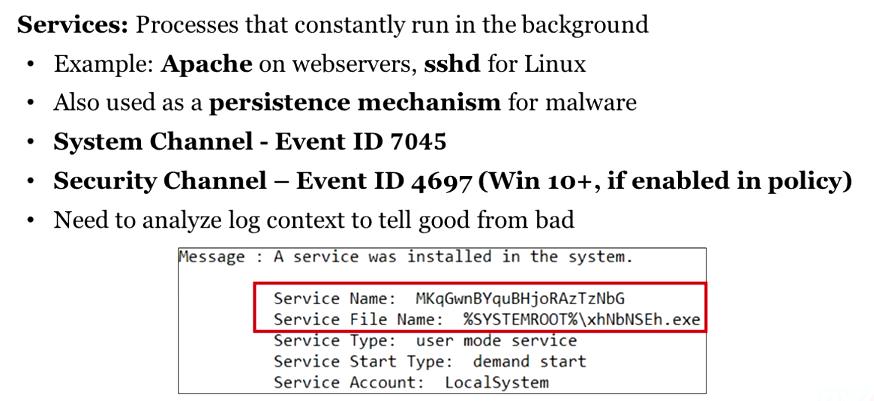 Services: Processes that constantly run in the background
• Example: Apache on webservers, sshd for Linux
• Also used as a persistence mechanism for malware
• System Channel - Event ID 7045
• Security Channel – Event ID 4697 (Win 10+, if enabled in policy)
• Need to analyze log context to tell good from bad
Message : A service was installed in the system.
Service Name: MKqGwnBYquBHjoRAzTzNbG
Service File Name: %SYSTEMROOT%\xhNbNSEh.exe
Service Type: user mode service
Service Start Type: demand start
Service Account: LocalSystem